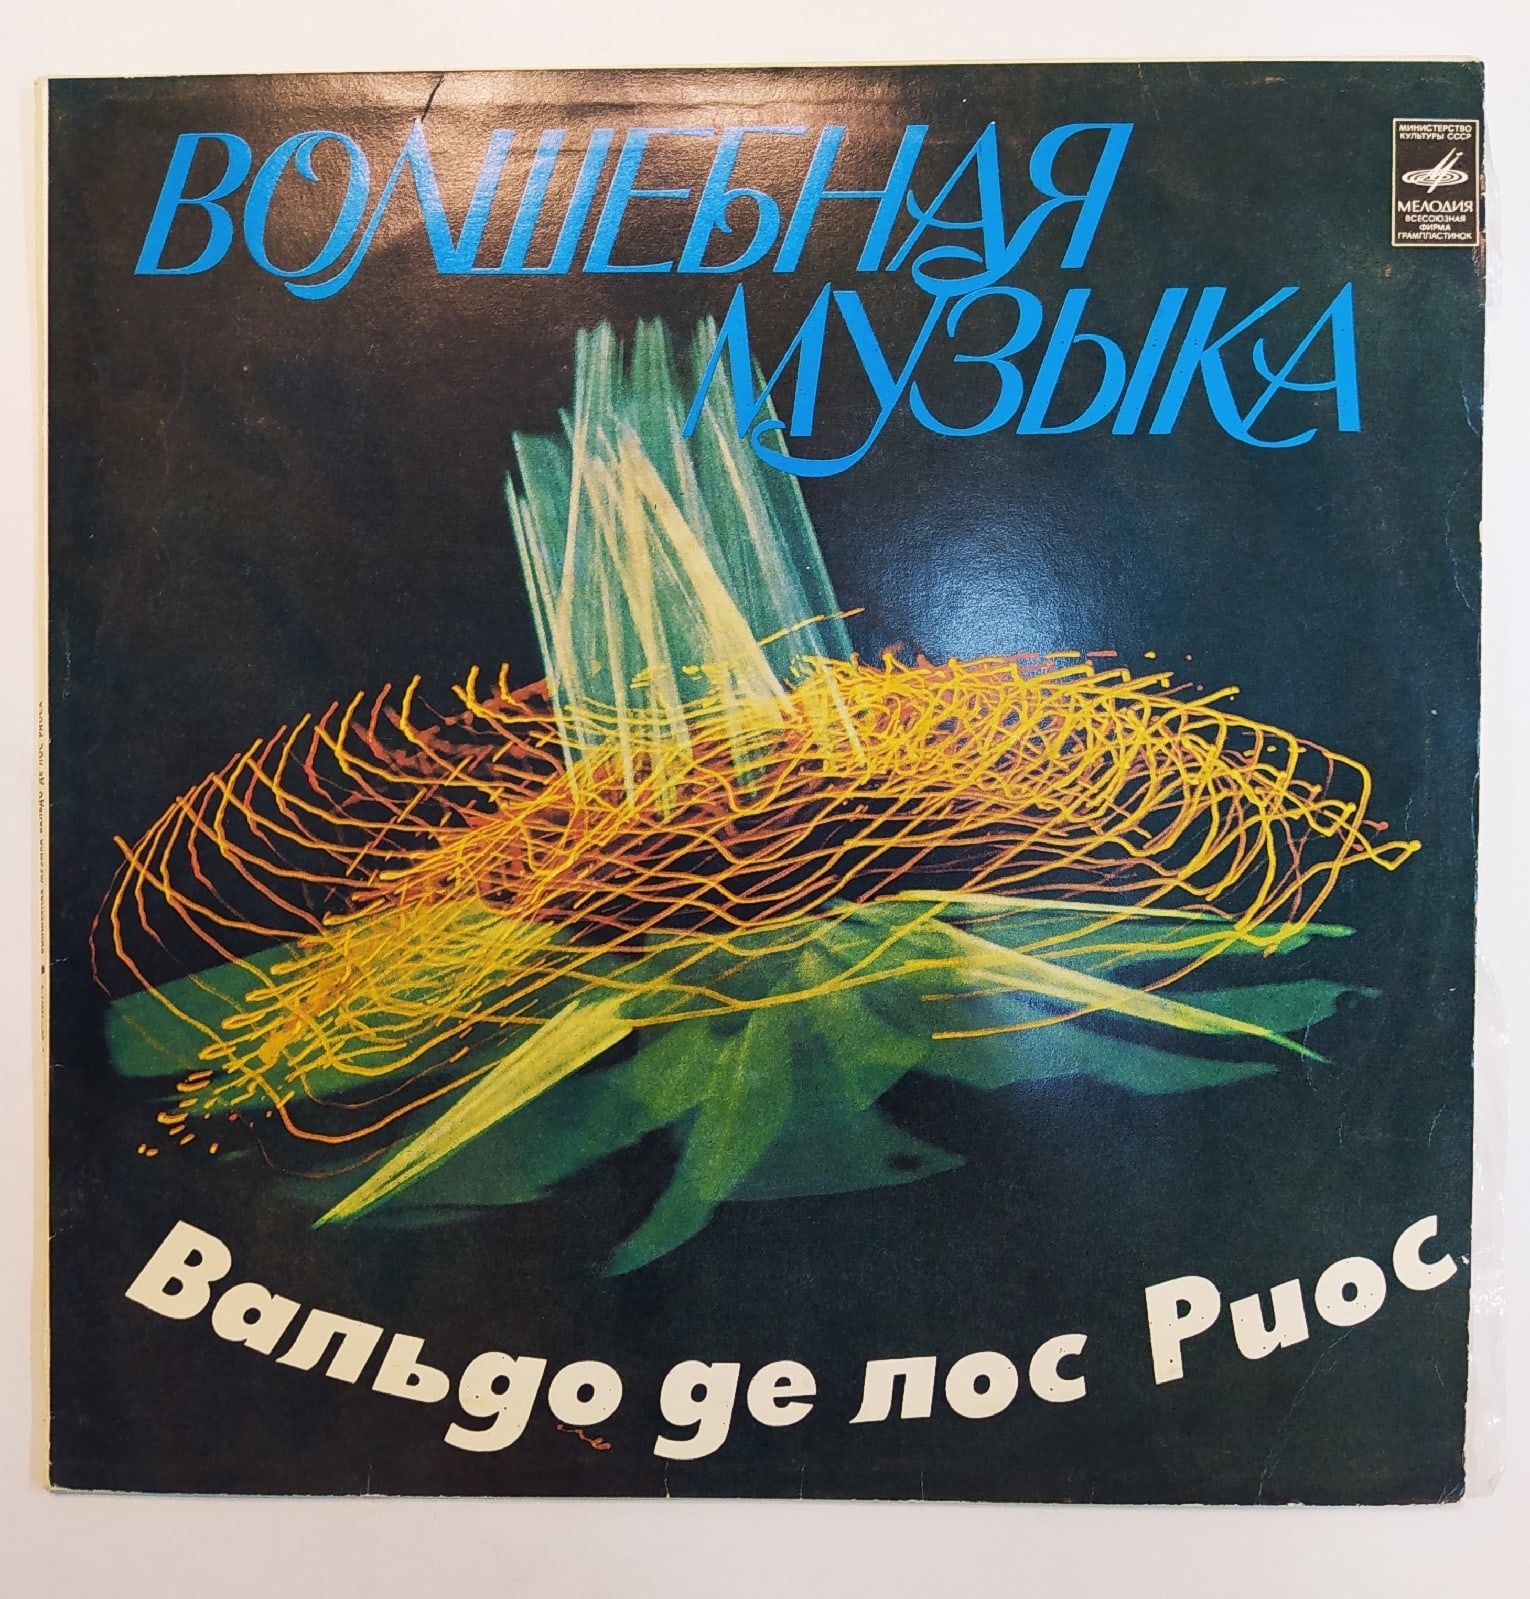 ВОЛШЕБНАЯ
МУЗЫКА
МИНИСТЕРСТВО
КУЛЬТУРЫ СССР
МЕЛОДИЯ
ВСЕСОЮЗНАЯ
ФИРМА
ГРАМПЛАСТИНОК
Вальдо де лос Риос